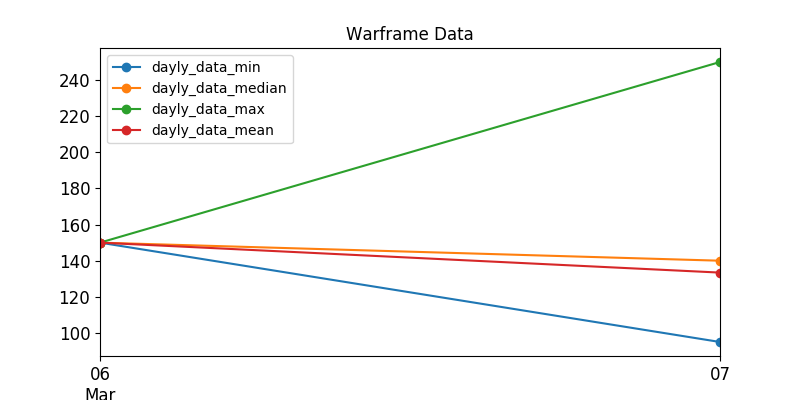 Warframe Data
dayly_data_min
dayly_data_median
dayly_data_max
dayly_data_mean
240
220
200
180
160
140
120
100
06
07
Mar